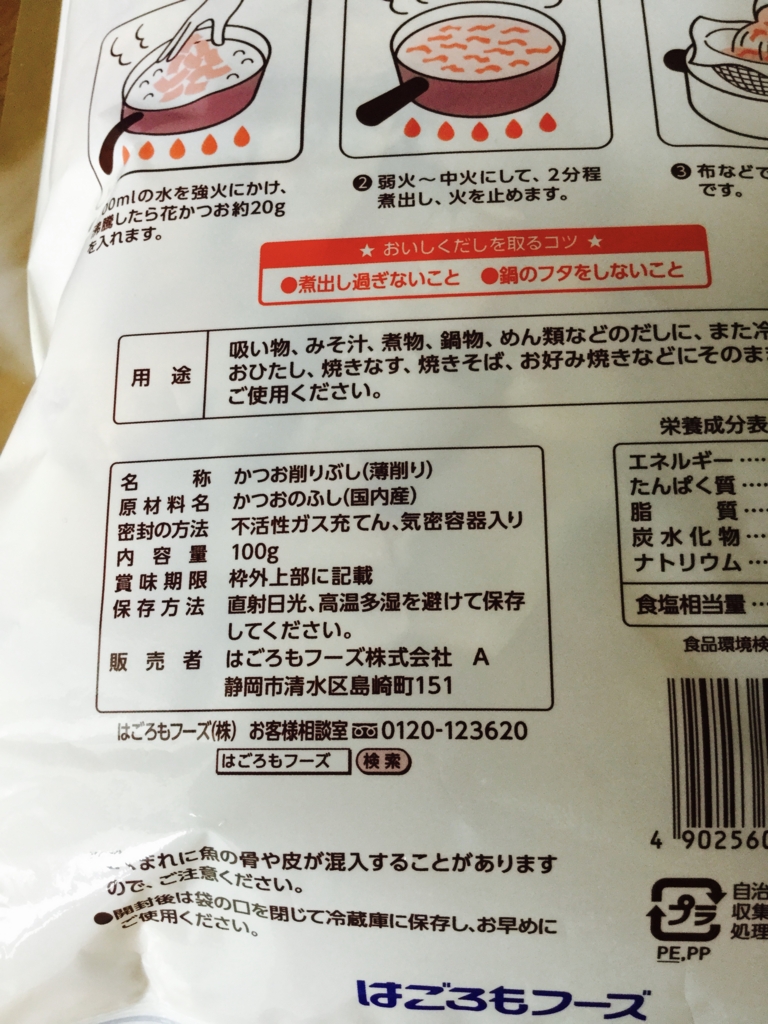 00mlの水を強火にかけ、
沸騰したら花かつお約20g
を入れます。
❷ 弱火〜中火にして、2分程
煮出し、火を止めます。
❸ 布などで
です。
★ おいしくだしを取るコツ ★
●煮出し過ぎないこと ●鍋のフタをしないこと
用途
吸い物、みそ汁、煮物、鍋物、めん類などのだしに、また冷
おひたし、焼きなす、焼きそば、お好み焼きなどにそのまま
ご使用ください。
名称 かつお削りぶし(薄削り)
原材料名 かつおのふし(国内産)
密封の方法 不活性ガス充てん、気密容器入り
内容量 100g
賞味期限 枠外上部に記載
保存方法 直射日光、高温多湿を避けて保存
してください。
販売者 はごろもフーズ株式会社 A
静岡市清水区島崎町151
はごろもフーズ(株) お客様相談室 0120-123620
はごろもフーズ 検索
栄養成分表
エネルギー‥‥
たんぱく質‥‥
脂質‥‥
炭水化物‥‥
ナトリウム‥‥
食塩相当量‥‥
食品環境検
4 902560
まれに魚の骨や皮が混入することがあります
ので、ご注意ください。
●開封後は袋の口を閉じて冷蔵庫に保存し、お早めに
ご使用ください。
プラ
PE,PP
自治
収集
処理
はごろもフーズ